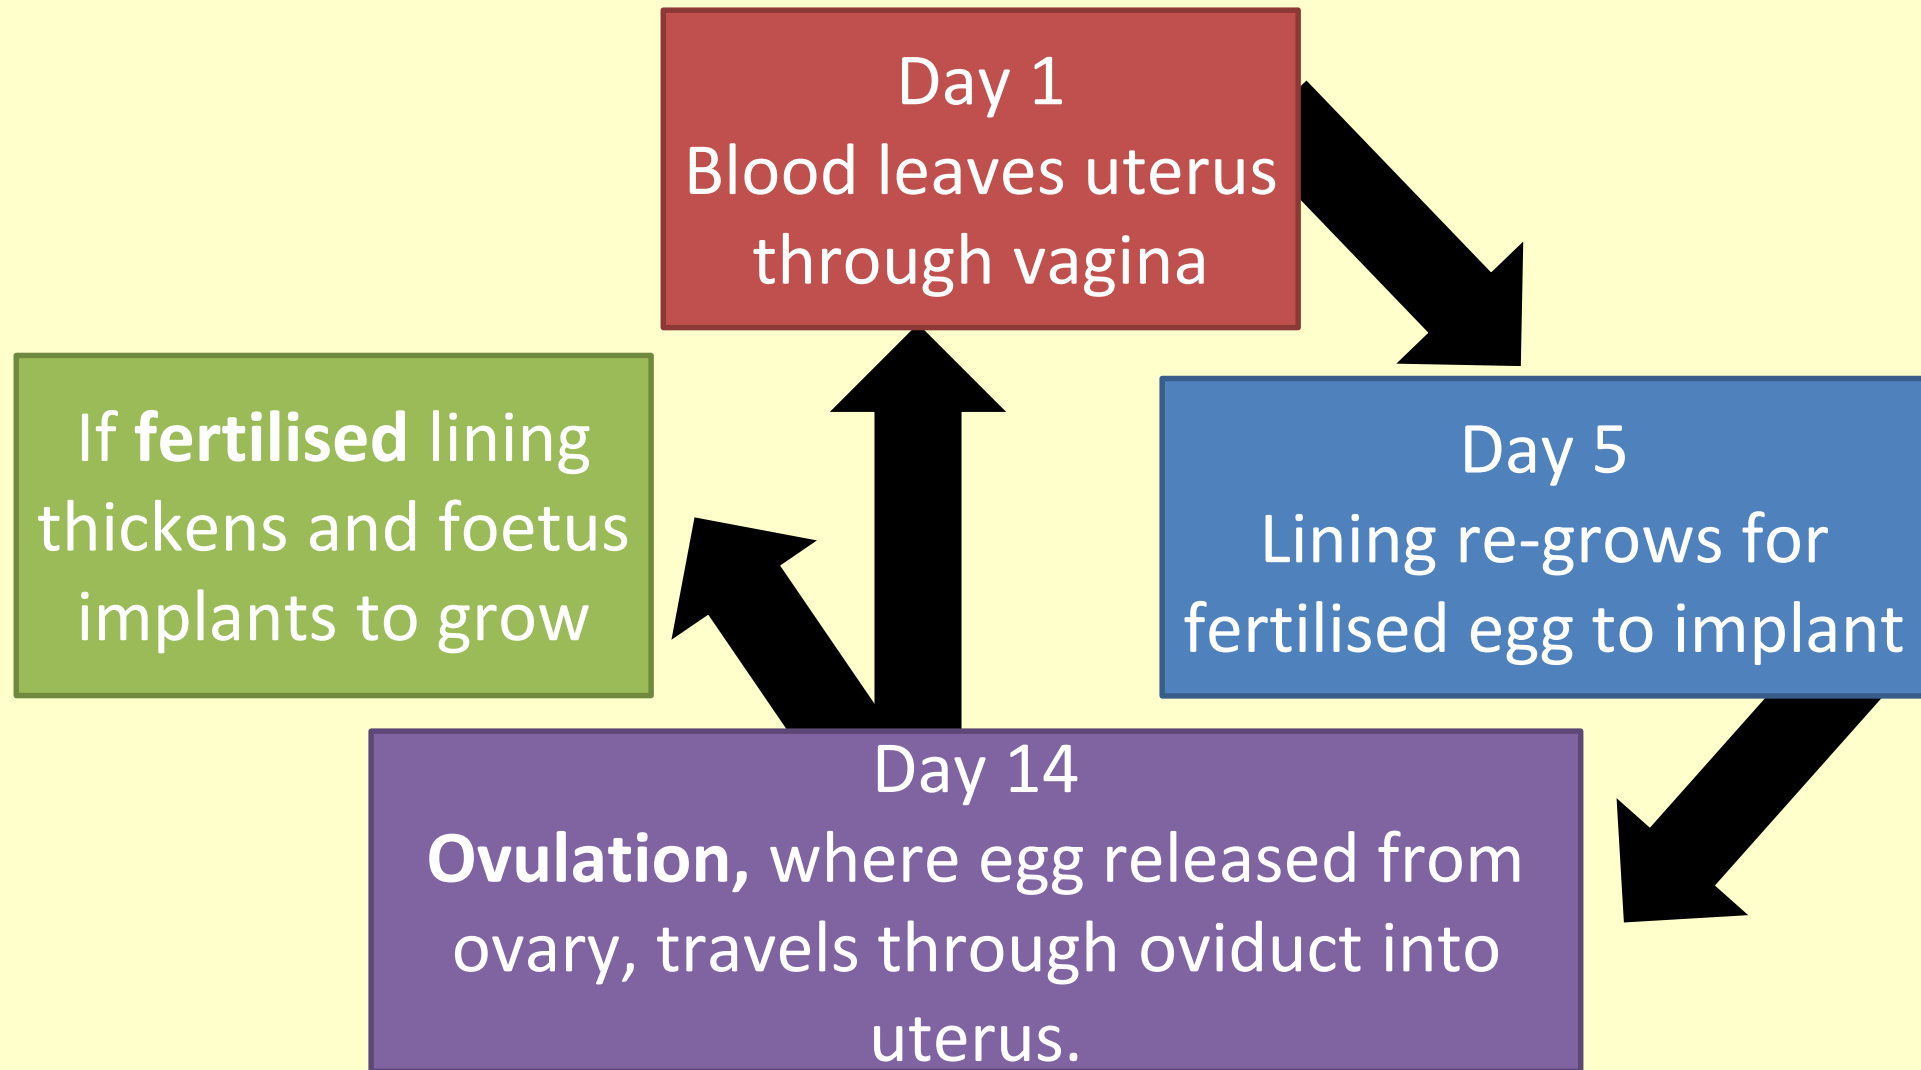 Day 1
Blood leaves uterus
through vagina
If fertilised lining
thickens and foetus
implants to grow
Day 5
Lining re-grows for
fertilised egg to implant
Day 14
Ovulation, where egg released from
ovary, travels through oviduct into
uterus.